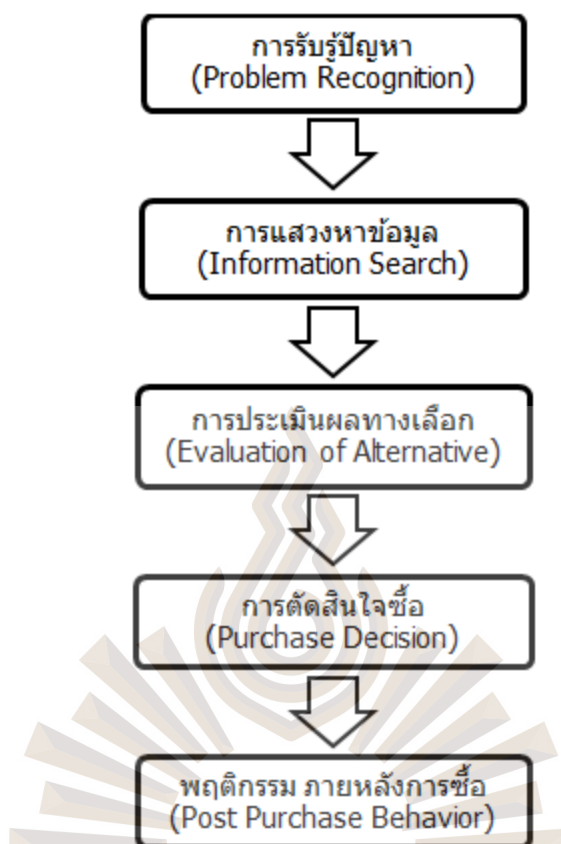 การรับรู้ปัญหา
(Problem Recognition)
การแสวงหาข้อมูล
(Information Search)
การประเมินผลทางเลือก
(Evaluation of Alternative)
การตัดสินใจซื้อ
(Purchase Decision)
พฤติกรรม ภายหลังการซื้อ
(Post Purchase Behavior)